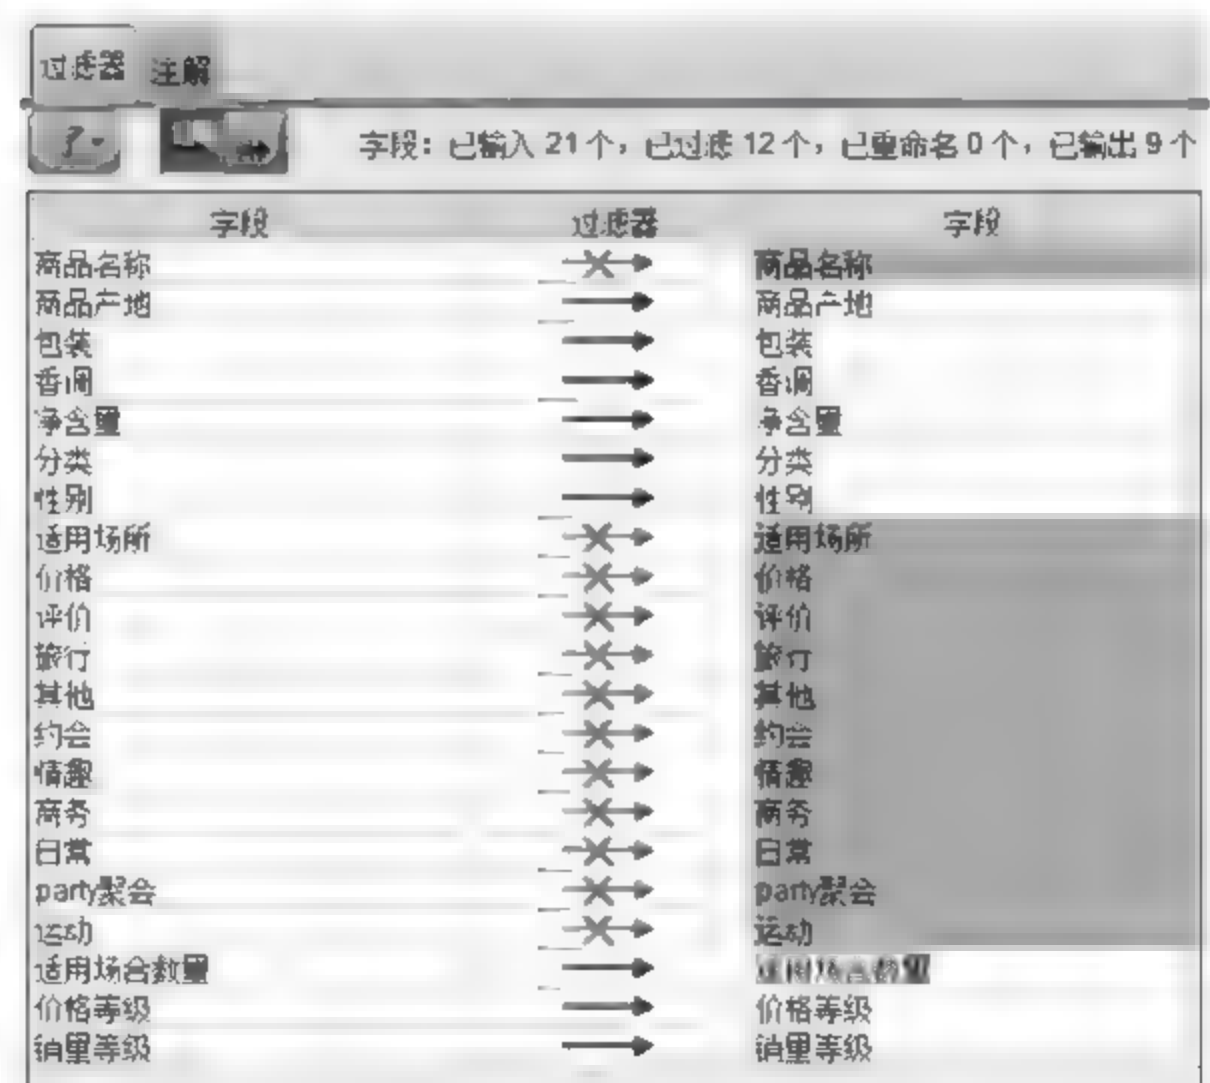 过滤器 注解
字段：已输入 21 个，已过滤 12 个，已重命名 0 个，已输出 9 个
字段 过滤器 字段
商品名称 商品名称
商品产地 商品产地
包装 包装
香调 香调
净含量 净含量
分类 分类
性别 性别
适用场所 适用场所
价格 价格
评价 评价
旅行 旅行
其他 其他
约会 约会
情趣 情趣
商务 商务
日常 日常
party聚会 party聚会
运动 运动
适用场合数量 适用场合数量
价格等级 价格等级
销量等级 销量等级